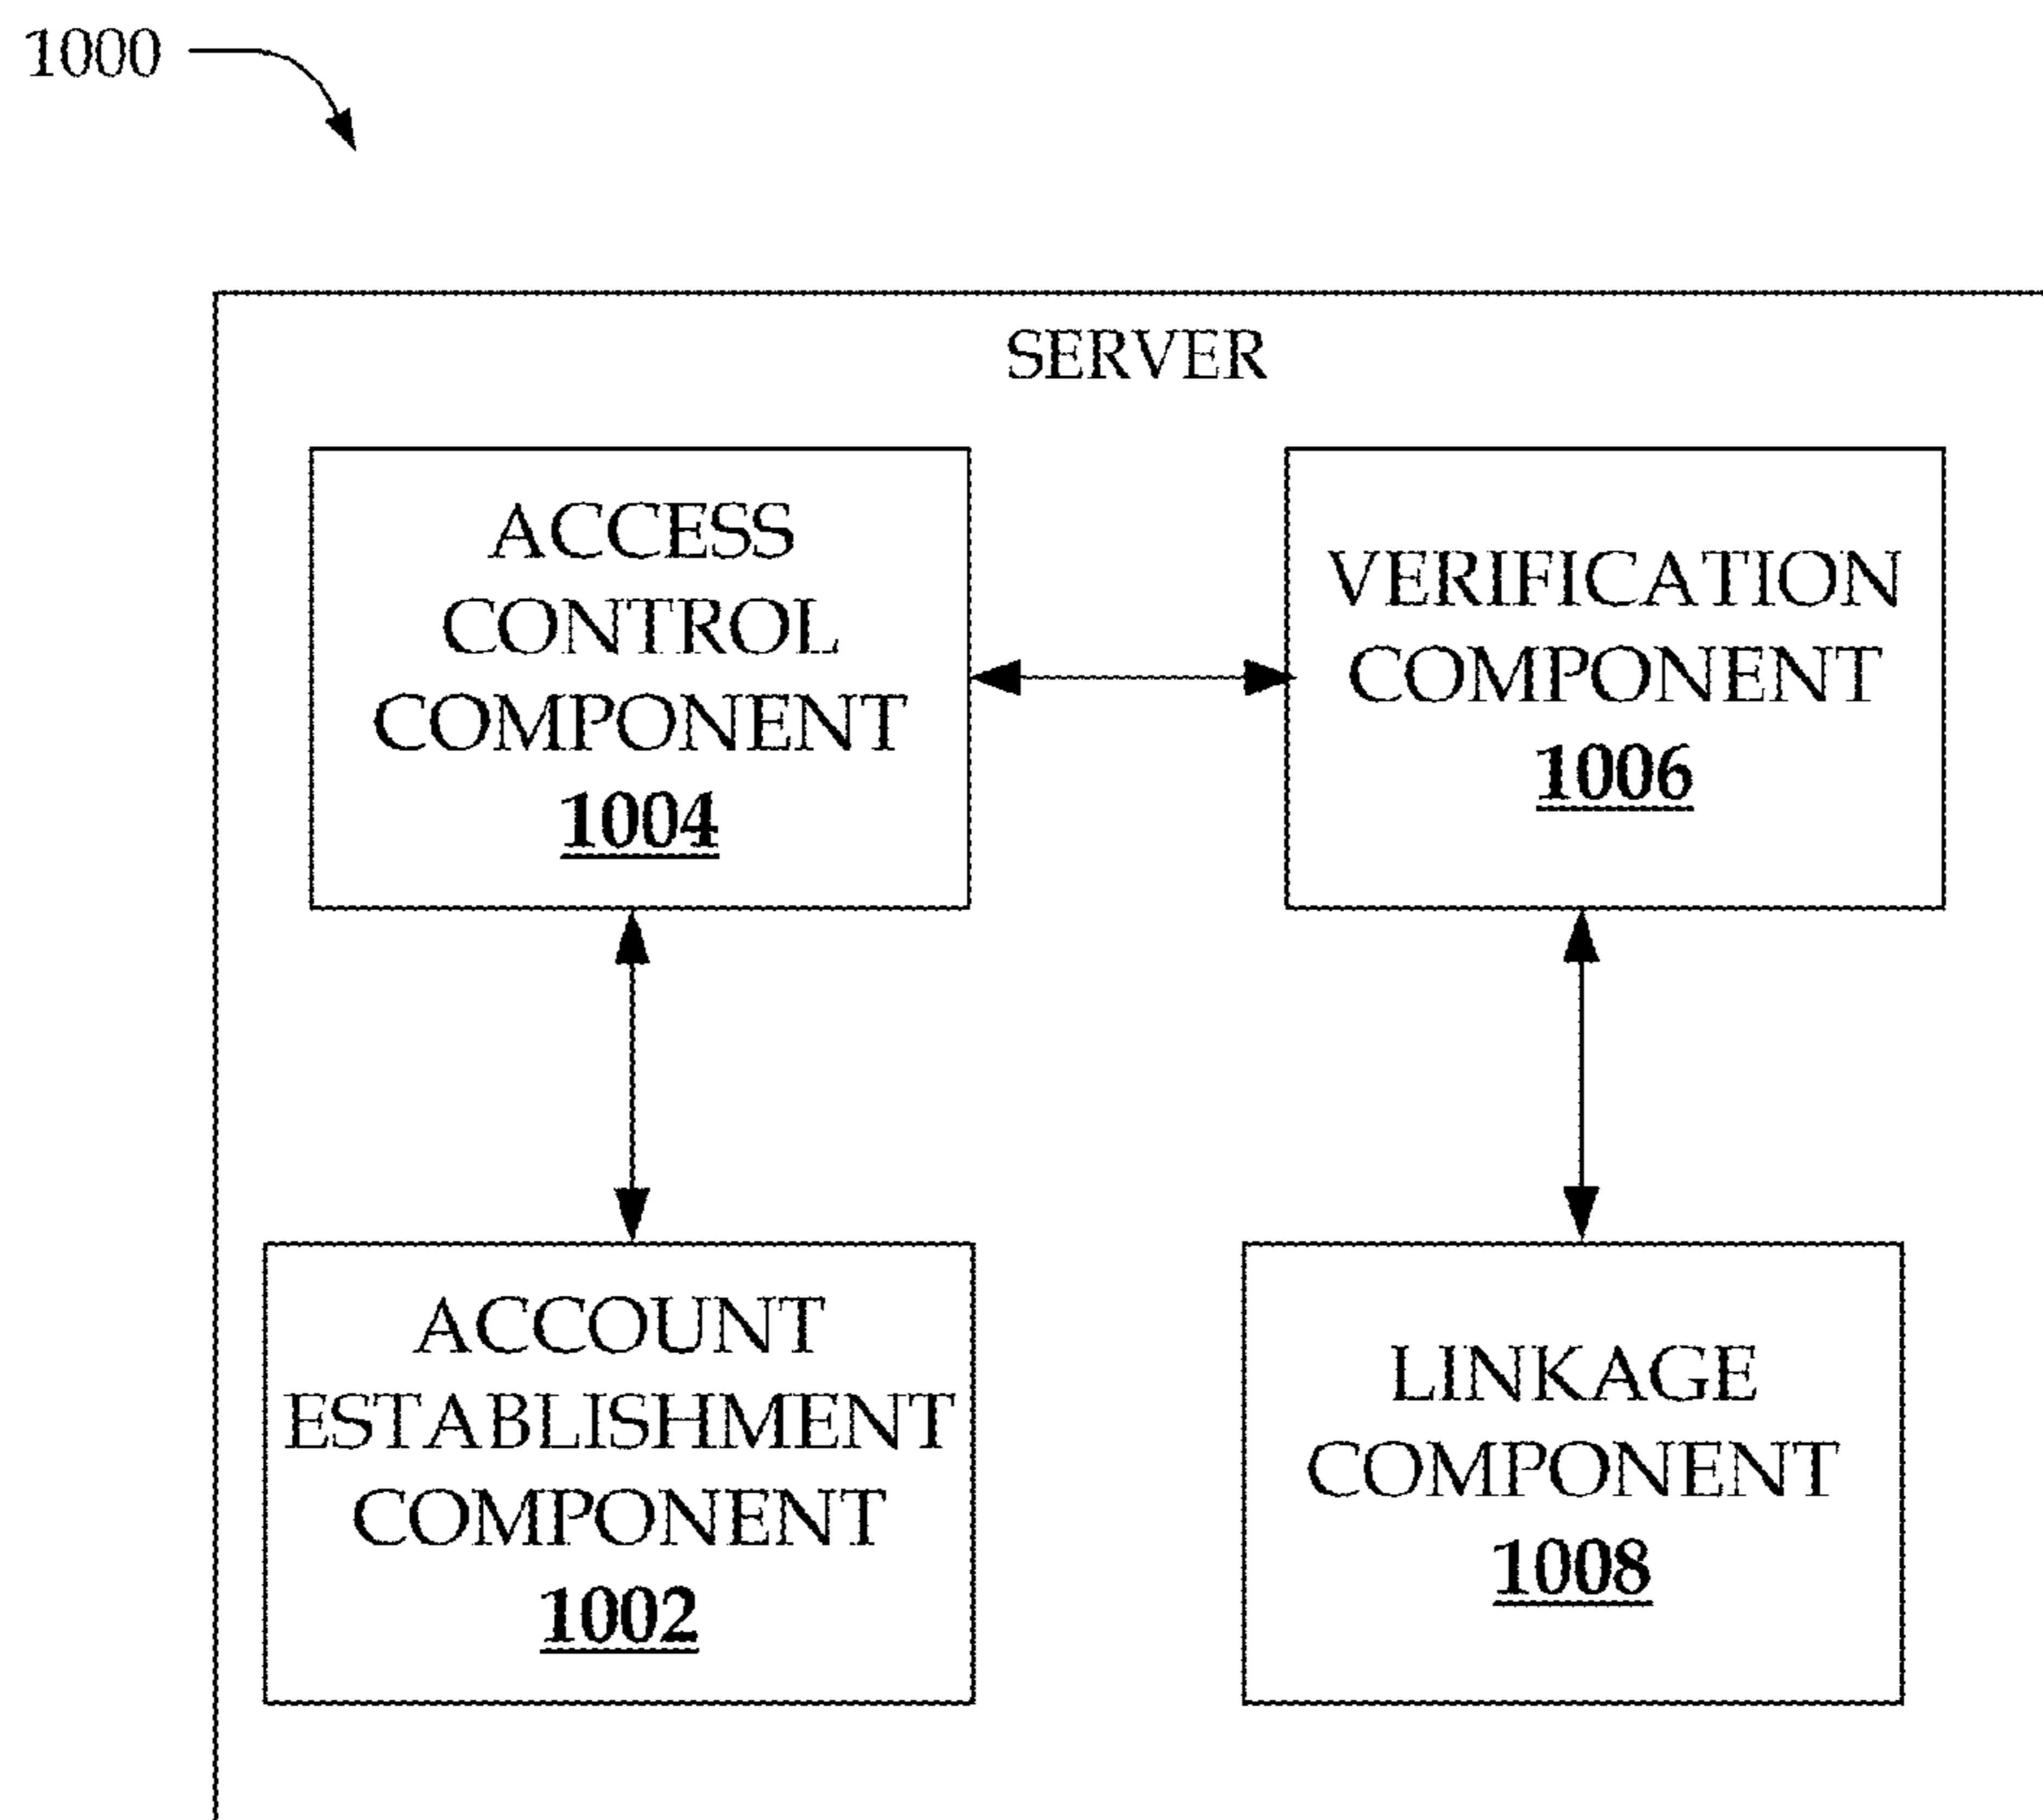 1000
SERVER
ACCESS
CONTROL
COMPONENT
1004
VERIFICATION
COMPONENT
1006
ACCOUNT
ESTABLISHMENT
COMPONENT
1002
LINKAGE
COMPONENT
1008